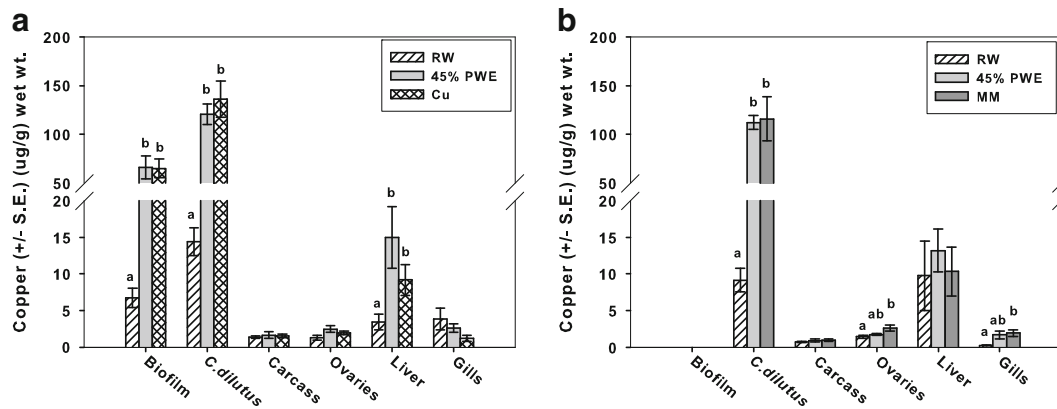 a
Copper (+/- S.E.) (ug/g) wet wt.
200
150
100
50
20
15
10
5
0
RW
45% PWE
Cu
a
b
b
a
b
b
a
b
b
Biofilm
C.dilutus
Carcass
Ovaries
Liver
Gills
b
Copper (+/- S.E.) (ug/g) wet wt.
200
150
100
50
20
15
10
5
0
RW
45% PWE
MM
a
b
b
a
ab
b
a
ab
b
Biofilm
C.dilutus
Carcass
Ovaries
Liver
Gills